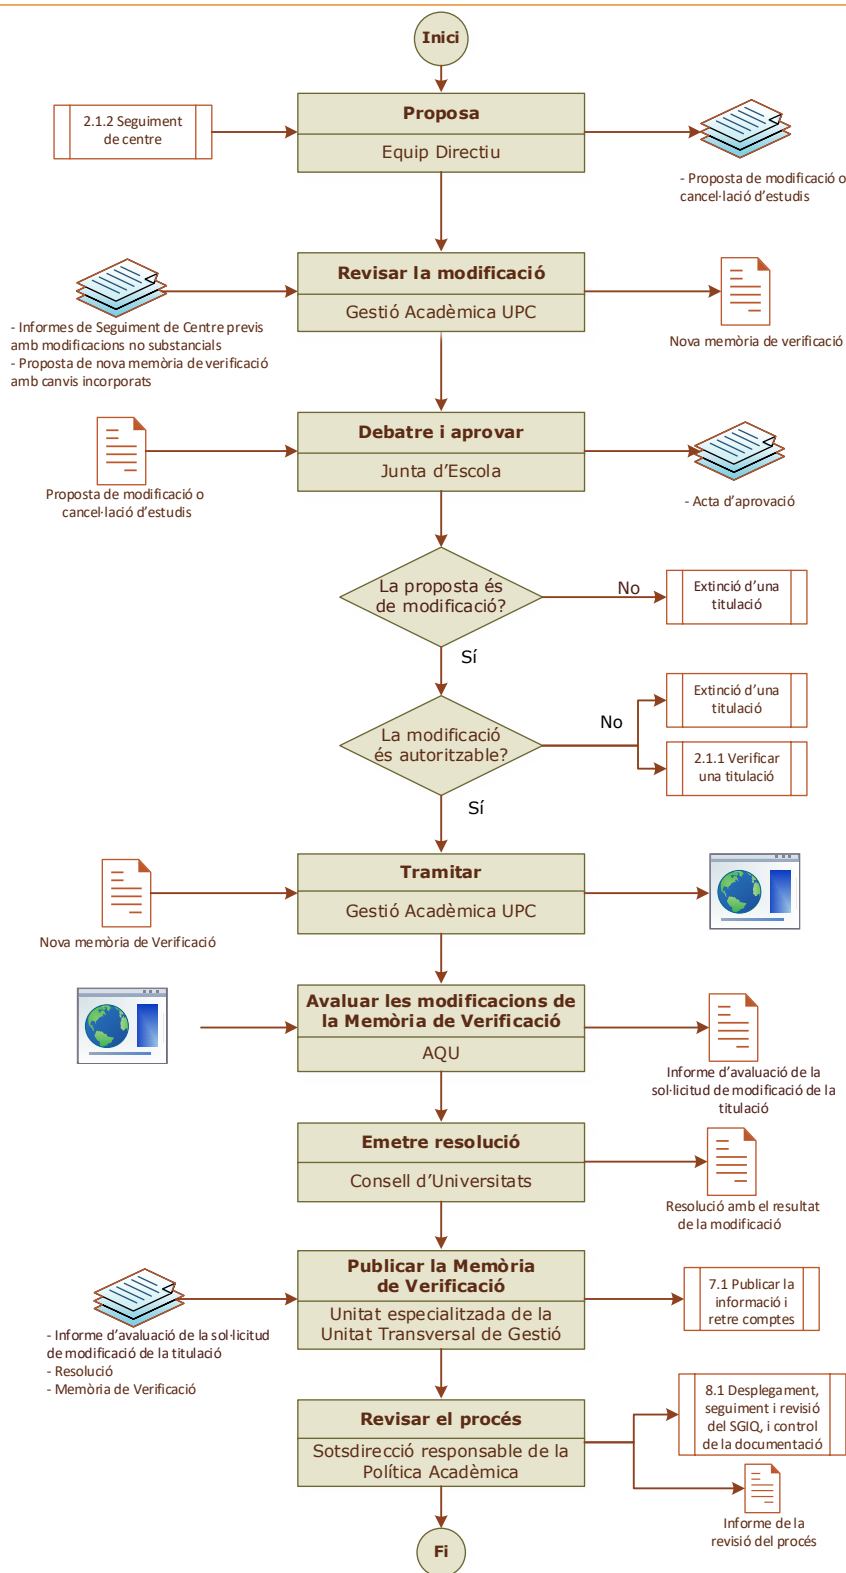 Inici
2.1.2 Seguiment
de centre
Proposa
Equip Directiu
- Proposta de modificació o
cancel·lació d'estudis
- Informes de Seguiment de Centre previs
amb modificacions no substancials
- Proposta de nova memòria de verificació
amb canvis incorporats
Revisar la modificació
Gestió Acadèmica UPC
Nova memòria de verificació
Proposta de modificació o
cancel·lació d'estudis
Debatre i aprovar
Junta d'Escola
- Acta d'aprovació
La proposta és
de modificació?
No
Extinció d'una
titulació
Sí
La modificació
és autoritzable?
No
Extinció d'una
titulació
2.1.1 Verificar
una titulació
Sí
Nova memòria de Verificació
Tramitar
Gestió Acadèmica UPC
Avaluar les modificacions de
la Memòria de Verificació
AQU
Informe d'avaluació de la
sol·licitud de modificació de la
titulació
Emetre resolució
Consell d'Universitats
Resolució amb el resultat
de la modificació
- Informe d'avaluació de la sol·licitud
de modificació de la titulació
- Resolució
- Memòria de Verificació
Publicar la Memòria
de Verificació
Unitat especialitzada de la
Unitat Transversal de Gestió
7.1 Publicar la
informació i
retre comptes
Revisar el procés
Sotsdirecció responsable de la
Política Acadèmica
8.1 Desplegament,
seguiment i revisió
del SGIQ, i control
de la documentació
Informe de la
revisió del procés
Fi